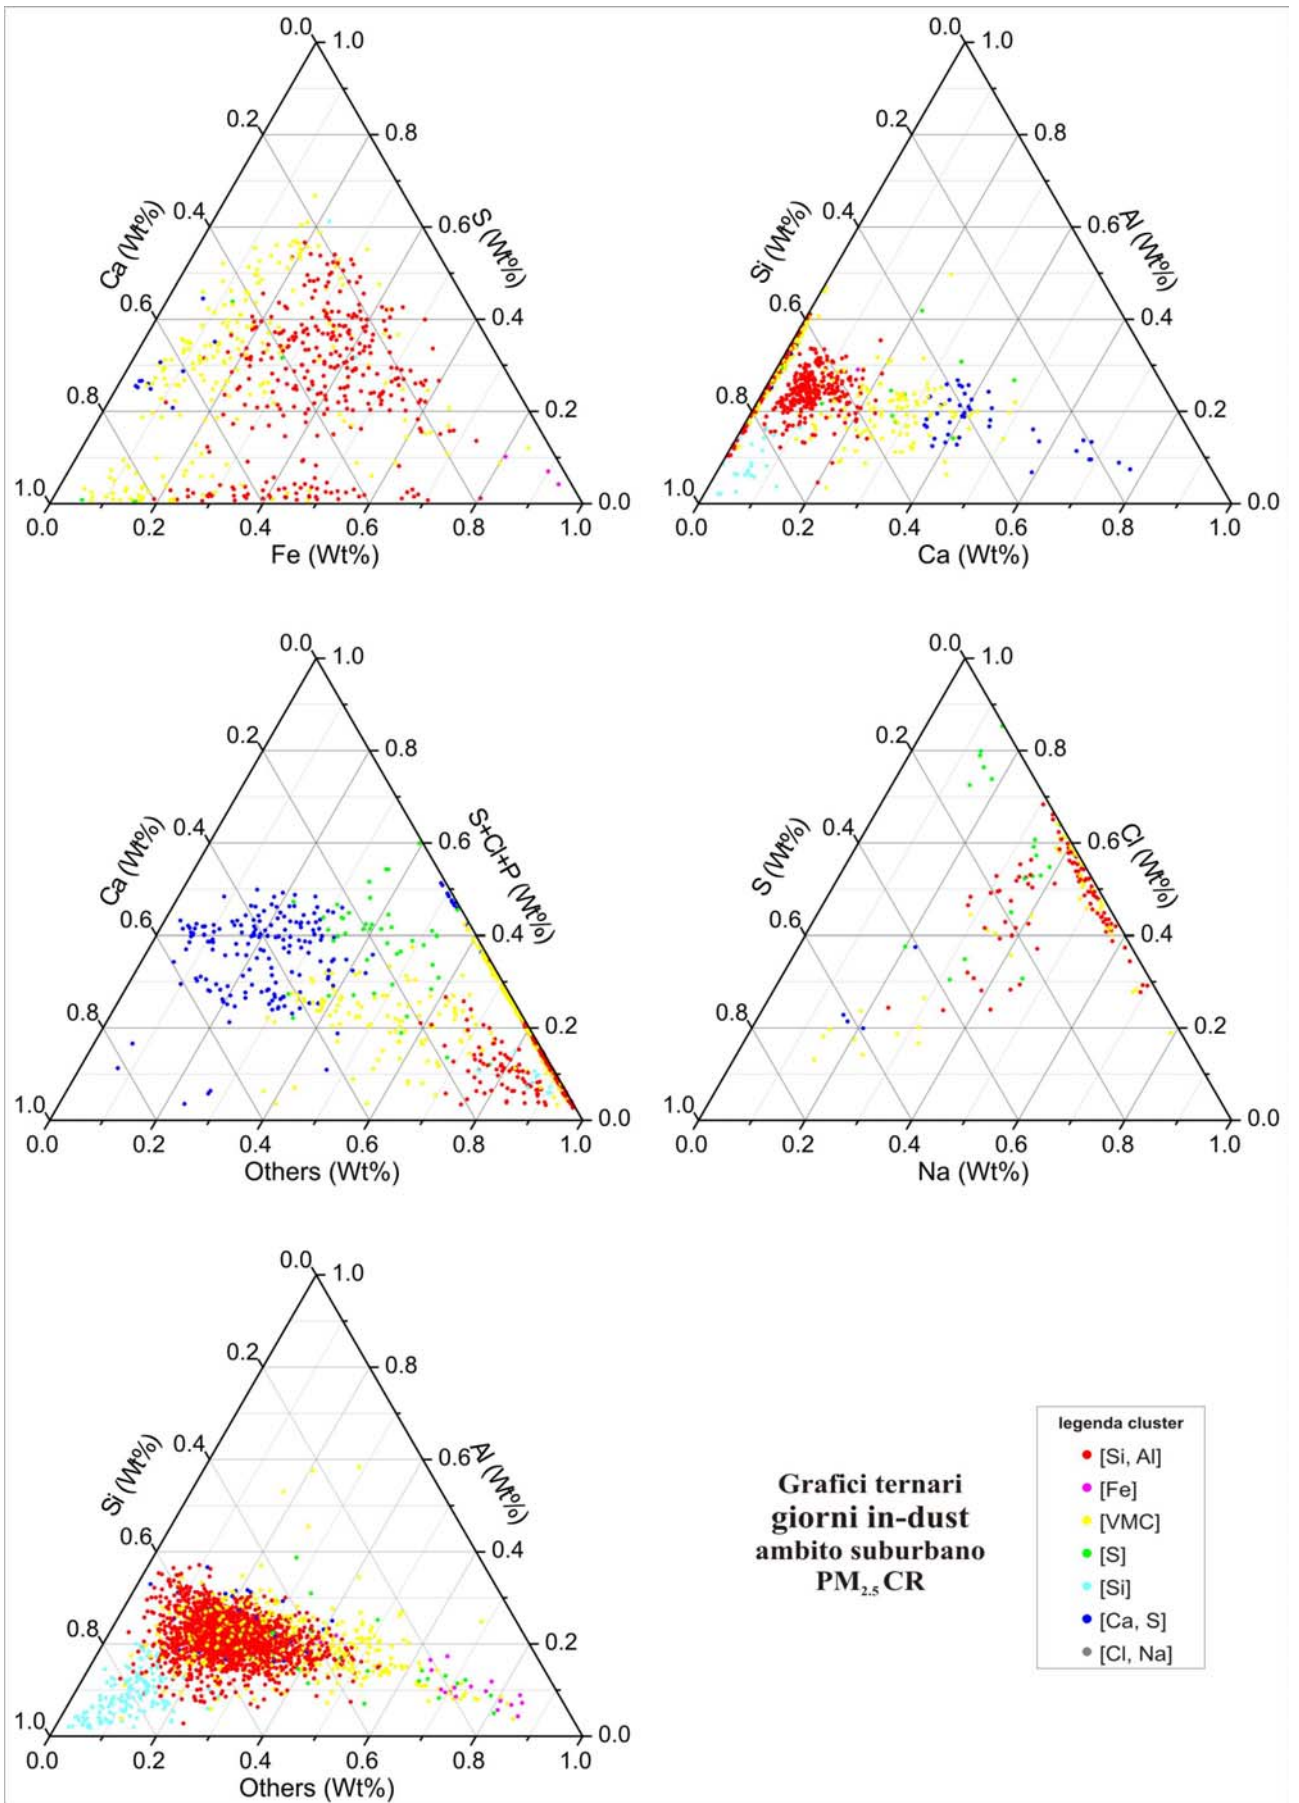 0.0 1.0
0.2 0.8
0.4 0.6
Ca (Wt%) S (Wt%)
0.6 0.4
0.8 0.2
1.0 0.0
0.0 0.2 0.4 0.6 0.8 1.0
Fe (Wt%)
0.0 1.0
0.2 0.8
0.4 0.6
Si (Wt%) Al (Wt%)
0.6 0.4
0.8 0.2
1.0 0.0
0.0 0.2 0.4 0.6 0.8 1.0
Ca (Wt%)
0.0 1.0
0.2 0.8
0.4 0.6
Ca (Wt%) S+Cl+P (Wt%)
0.6 0.4
0.8 0.2
1.0 0.0
0.0 0.2 0.4 0.6 0.8 1.0
Others (Wt%)
0.0 1.0
0.2 0.8
0.4 0.6
S (Wt%) Cl (Wt%)
0.6 0.4
0.8 0.2
1.0 0.0
0.0 0.2 0.4 0.6 0.8 1.0
Na (Wt%)
0.0 1.0
0.2 0.8
0.4 0.6
Si (Wt%) Al (Wt%)
0.6 0.4
0.8 0.2
1.0 0.0
0.0 0.2 0.4 0.6 0.8 1.0
Others (Wt%)
Grafici ternari
giorni in-dust
ambito suburbano
PM2.5 CR
legenda cluster
[Si, Al]
[Fe]
[VMC]
[S]
[Si]
[Ca, S]
[Cl, Na]